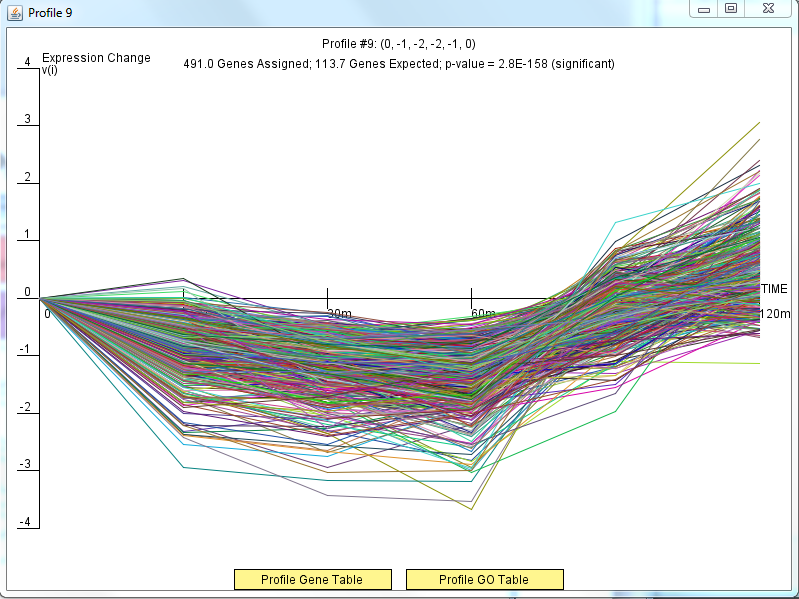 Profile 9
Profile #9: (0, -1, -2, -2, -1, 0)
491.0 Genes Assigned; 113.7 Genes Expected; p-value = 2.8E-158 (significant)
Expression Change
v(i)
4
3
2
1
0
-1
-2
-3
-4
TIME
0
30m
60m
120m
Profile Gene Table
Profile GO Table